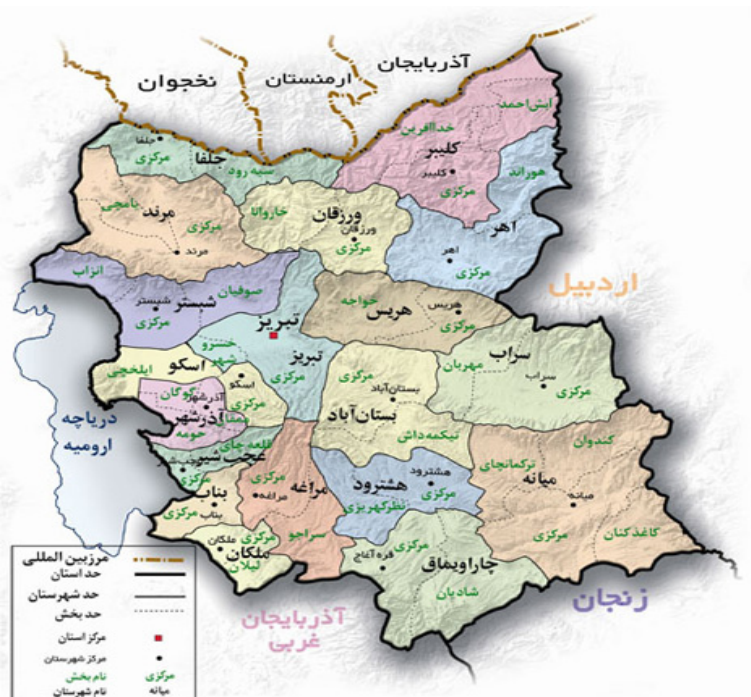 آذربایجان
ارمنستان
نخجوان
آبش‌احمد
خداآفرین
کلیبر
کلیبر
مرکزی
هوراند
جلفا
مرکزی
جلفا
سیه رود
یامچی
مرند
مرکزی
مرند
خاروانا
ورزقان
ورزقان
مرکزی
اهر
اهر
مرکزی
اردبیل
انزاب
صوفیان
شبستر
شبستر
مرکزی
تبریز
خسرو
شهر
تبریز
مرکزی
خواجه
هریس
هریس
مرکزی
سراب
مهربان
سراب
مرکزی
ایلخچی
اسکو
اسکو
مرکزی
گوگان
آذرشهر
آذرشهر
ممقان
حومه
دریاچه
ارومیه
مرکزی
بستان‌آباد
بستان‌آباد
تیکمه‌داش
قلعه چای
عجب شیر
مرکزی
کندوان
ترکمانچای
میانه
میانه
مرکزی
کاغذکنان
هشترود
هشترود
مرکزی
نظرکهریزی
مرکزی
مراغه
مراغه
سراجو
بناب
بناب
مرکزی
ملکان
مرکزی
ملکان
لیلان
مرکزی
قره آغاج
چاراویماق
شادیان
زنجان
آذربایجان
غربی
مرزبین المللی
حد استان
حد شهرستان
حد بخش
مرکز استان
مرکز شهرستان
مرکزی
نام بخش
میانه
نام شهرستان